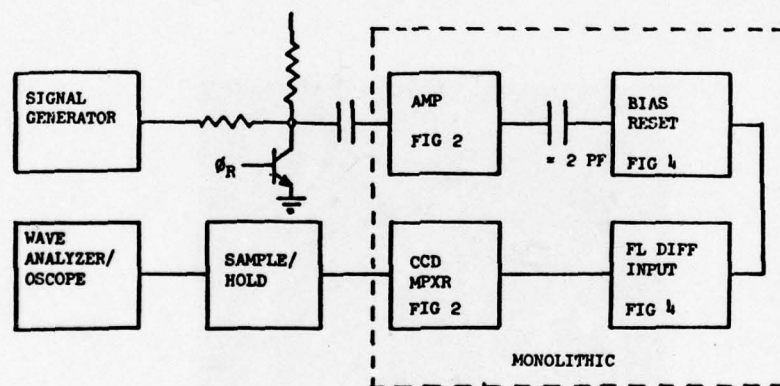 SIGNAL
GENERATOR
AMP
FIG 2
BIAS
RESET
FIG 4
= 2 PF
ØR
WAVE
ANALYZER/
OSCOPE
SAMPLE/
HOLD
CCD
MPXR
FIG 2
FL DIFF
INPUT
FIG 4
MONOLITHIC